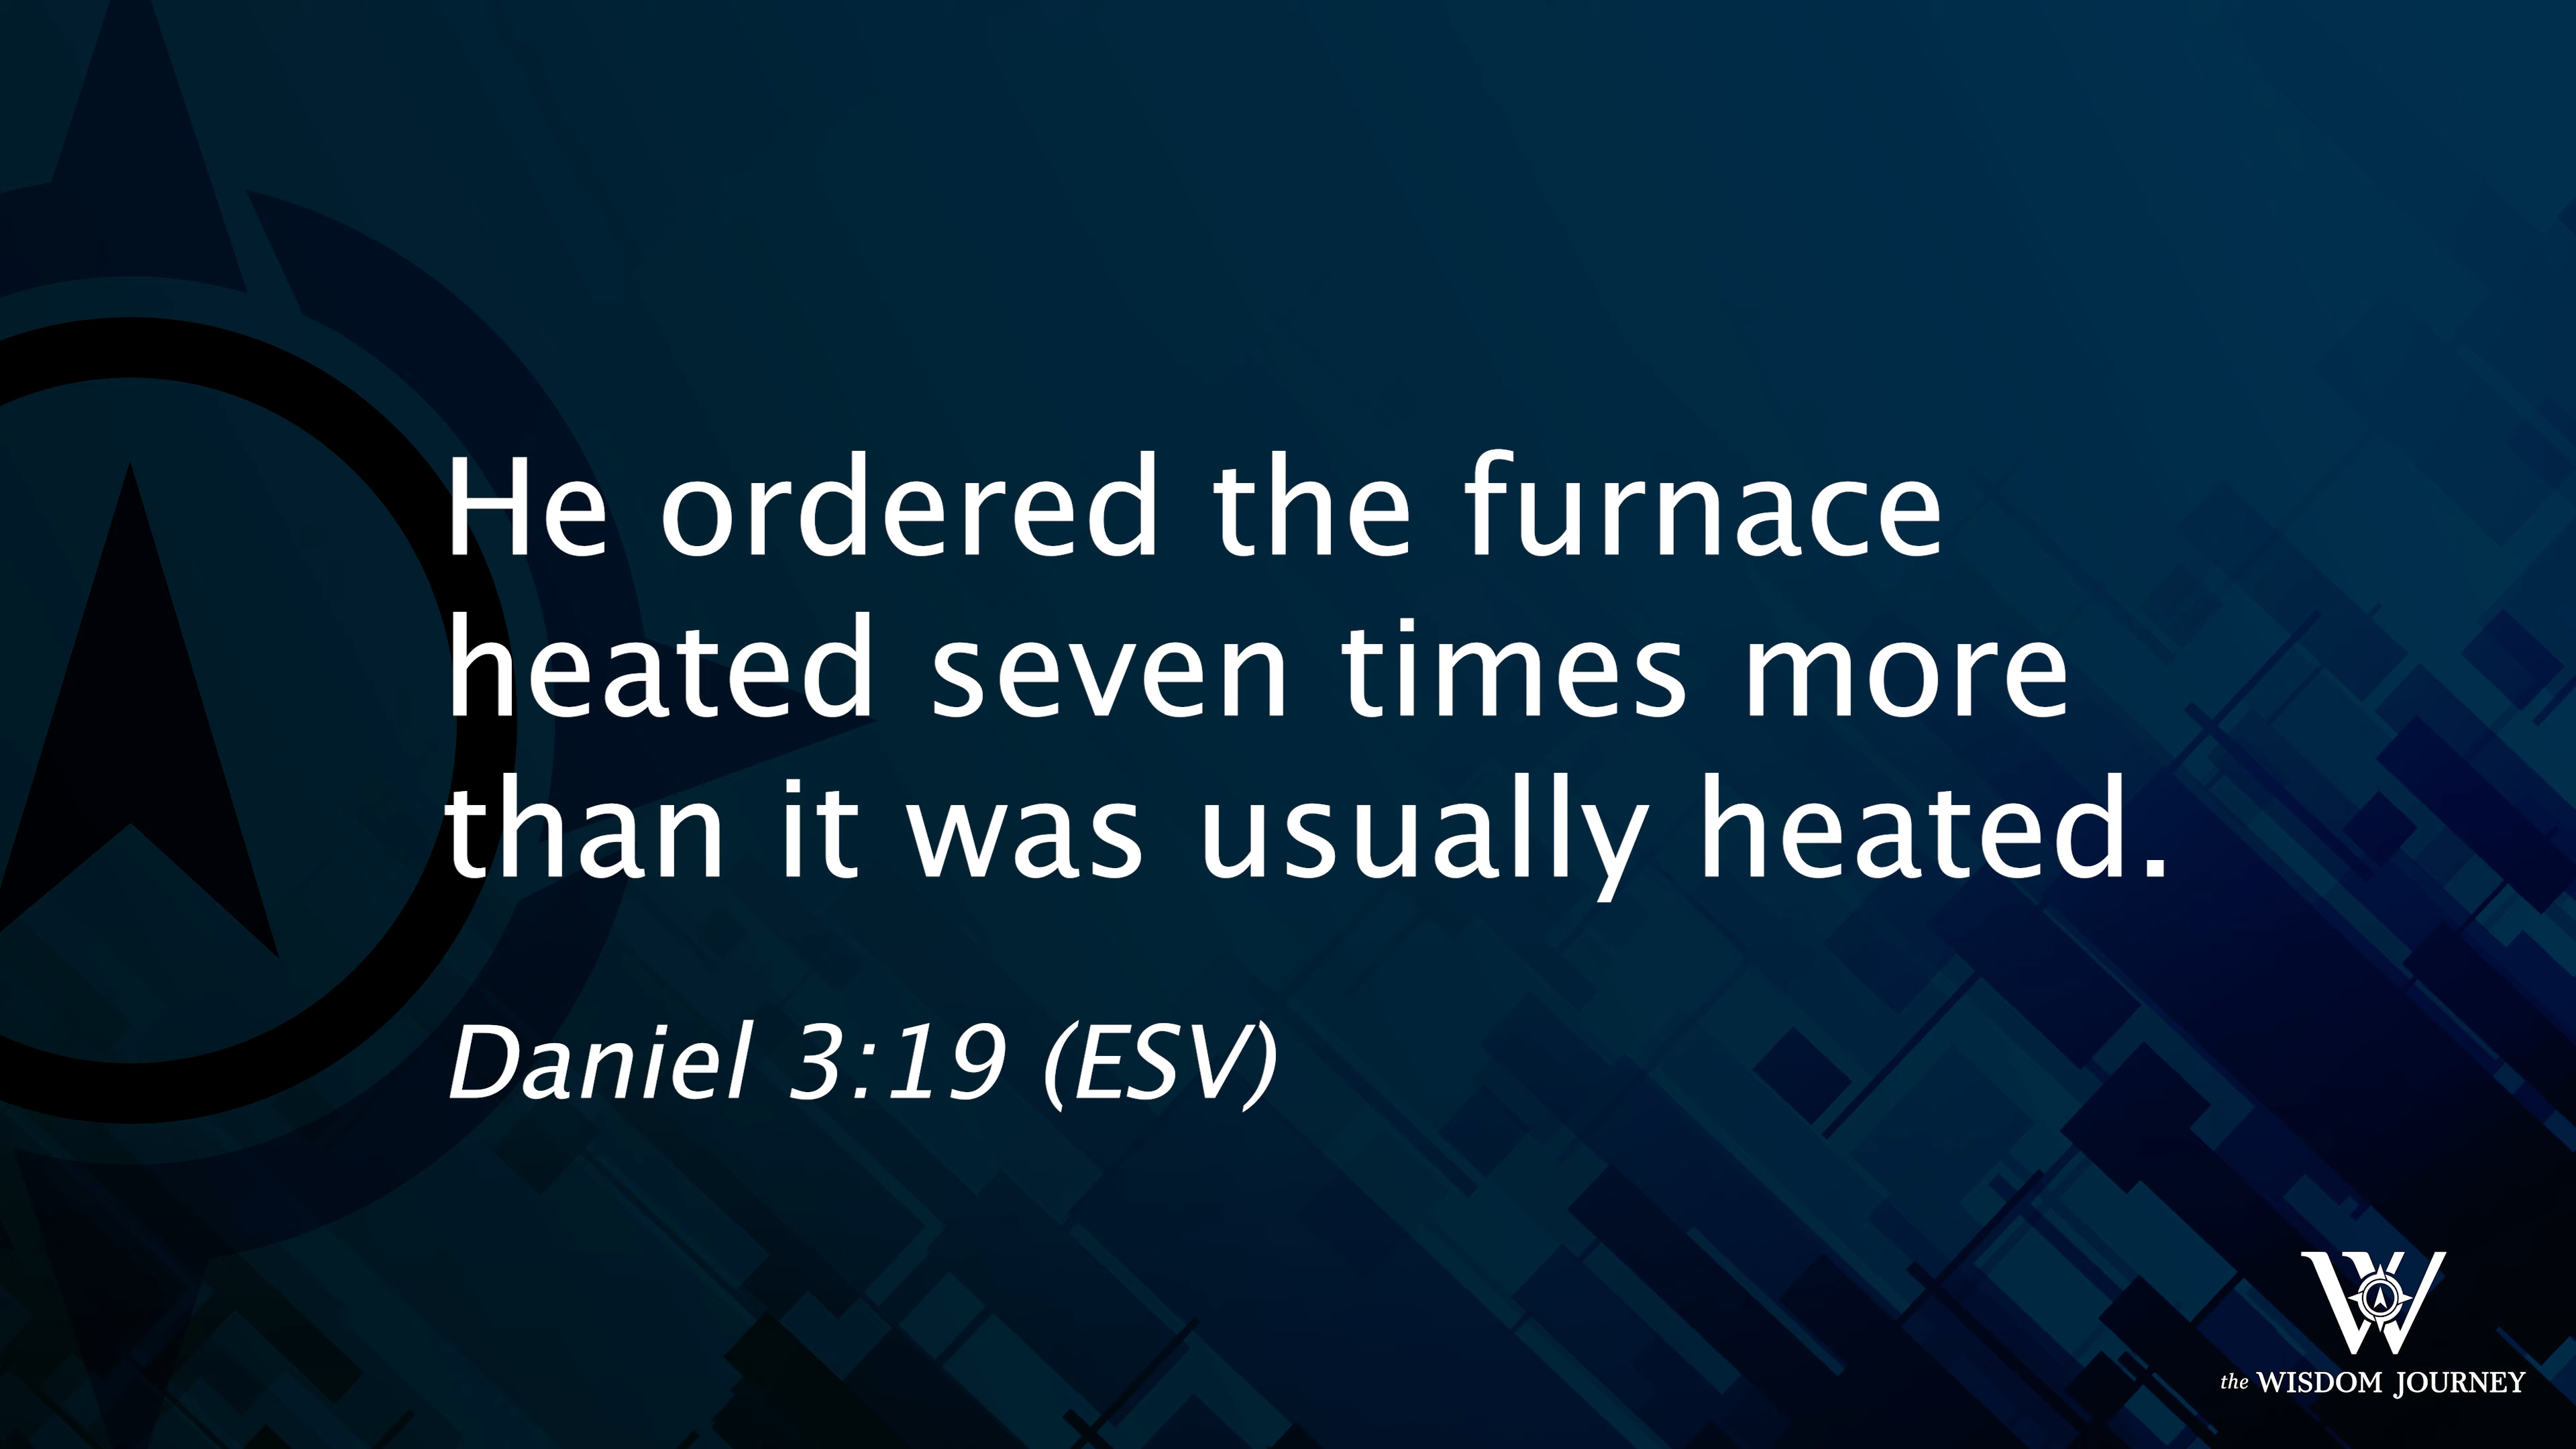 He ordered the furnace
heated seven times more
than it was usually heated.
Daniel 3:19 (ESV)
W
the WISDOM JOURNEY